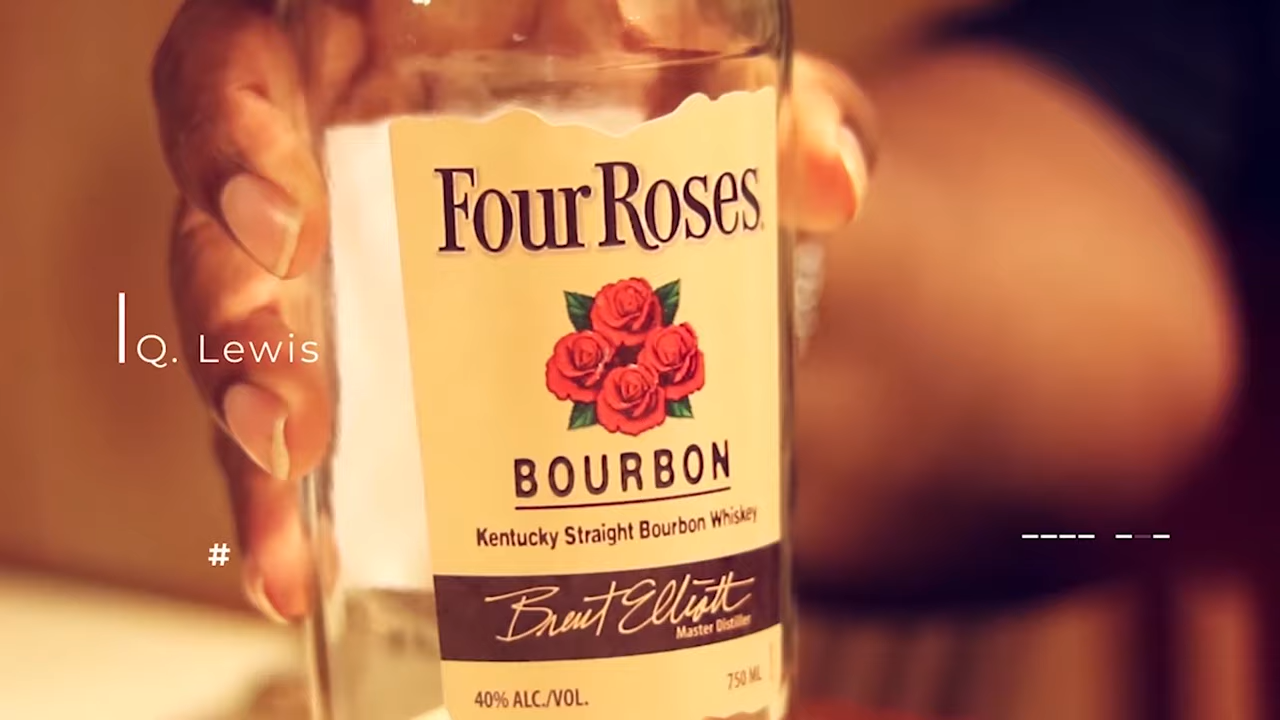 Four Roses
Q. Lewis
BOURBON
Kentucky Straight Bourbon Whiskey
#
Brent Elliott
Master Distiller
750 ML
40% ALC./VOL.